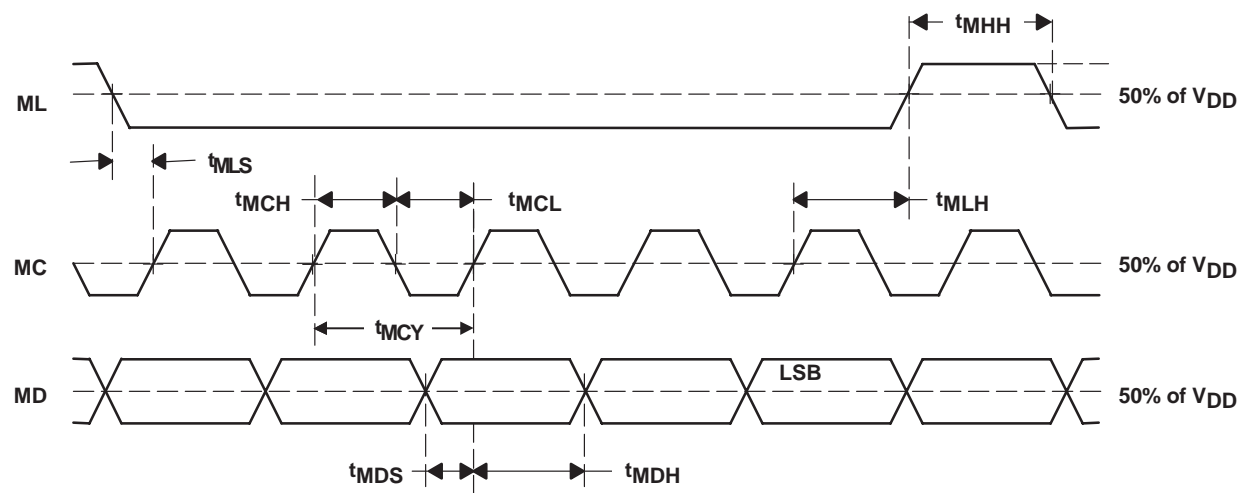 tMHH
ML
50% of VDD
tMLS
tMCH
tMCL
tMLH
MC
50% of VDD
tMCY
LSB
MD
50% of VDD
tMDS
tMDH